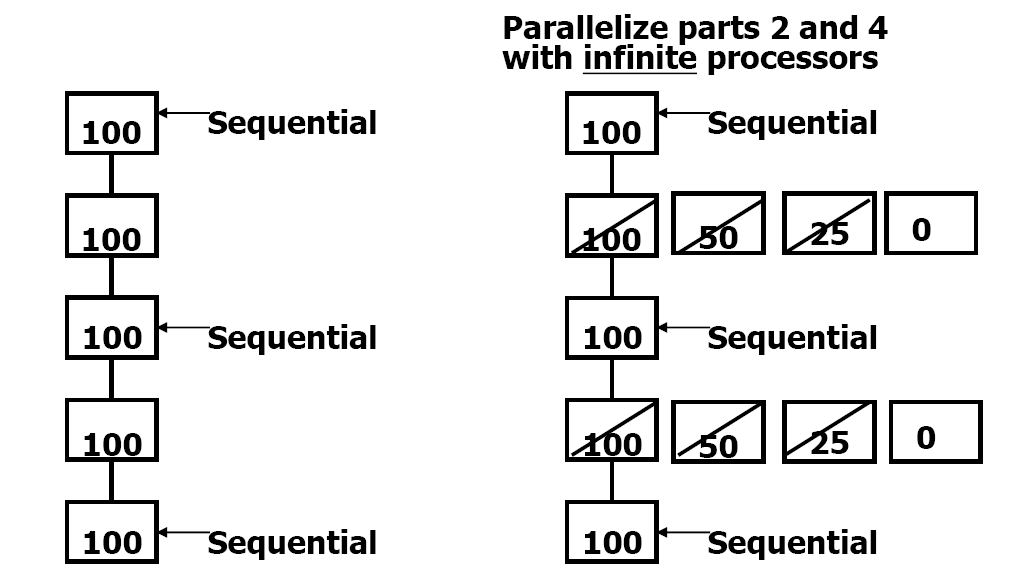 Parallelize parts 2 and 4
with infinite processors
100
Sequential
100
100
Sequential
100
100
Sequential
100
Sequential
100 50 25 0
100
Sequential
100 50 25 0
100
Sequential